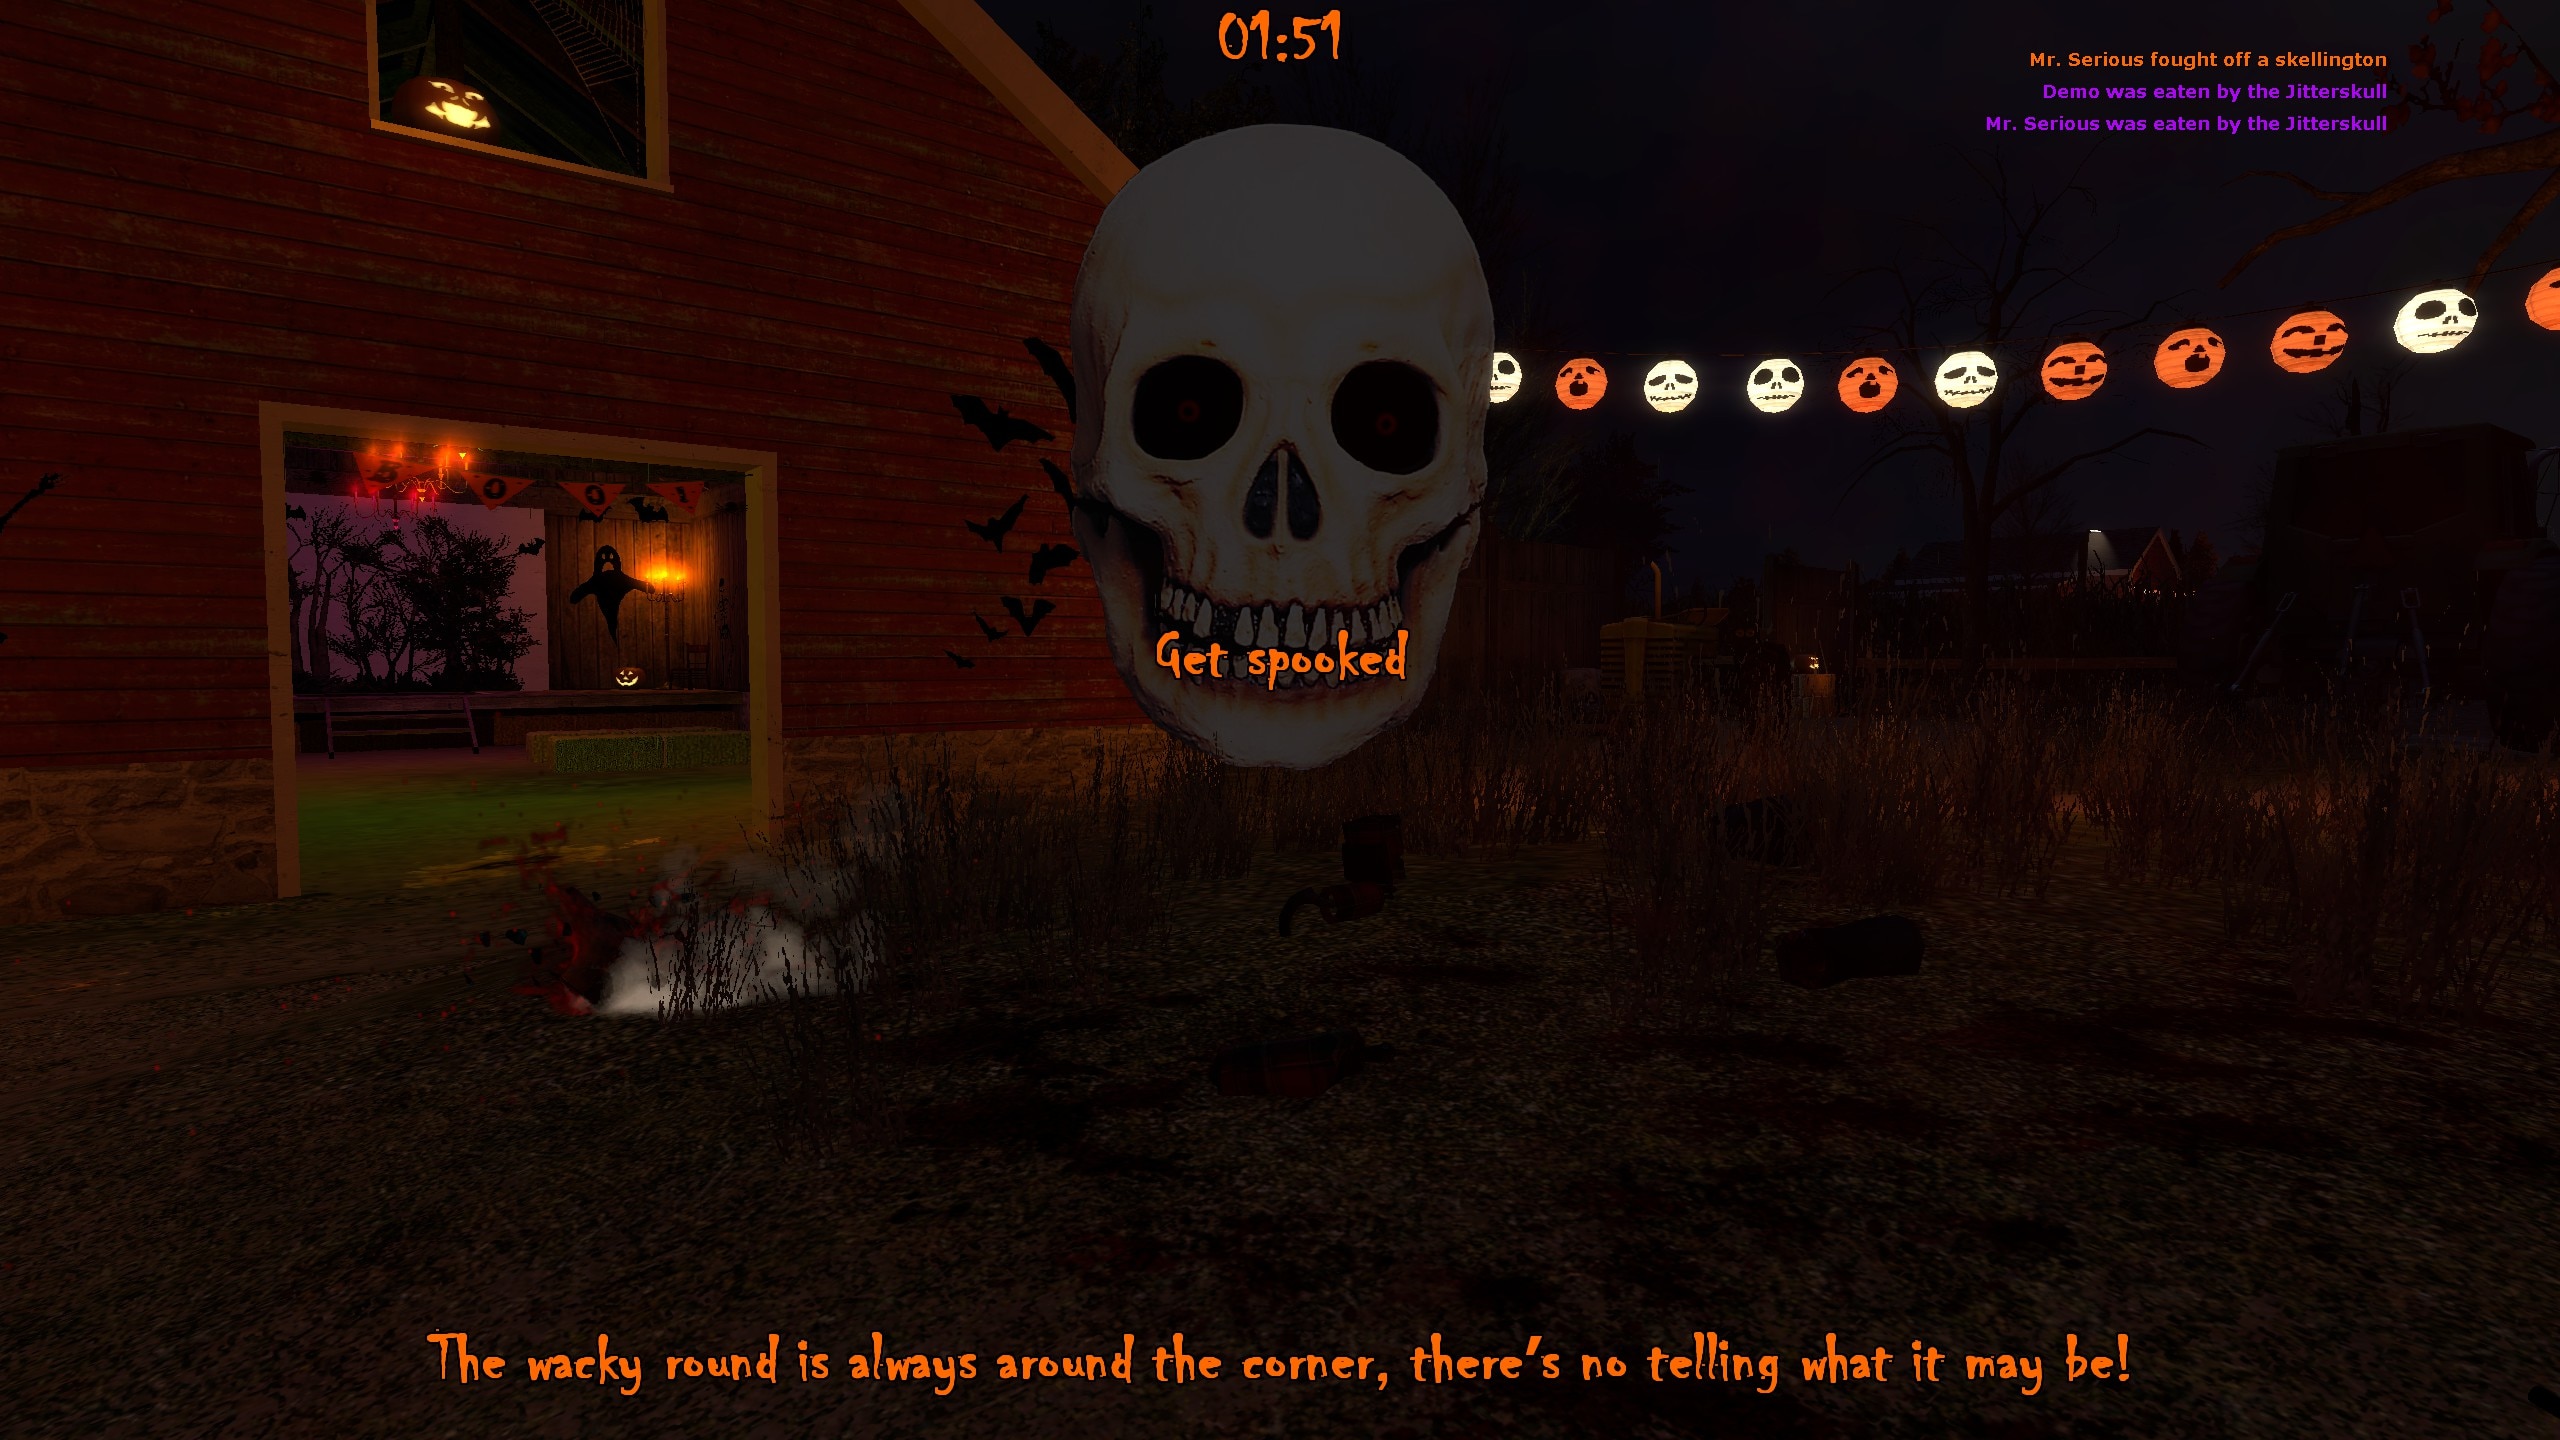 01:51
Mr. Serious fought off a skellington
Demo was eaten by the Jitterskull
Mr. Serious was eaten by the Jitterskull
Get spooked
The wacky round is always around the corner, there's no telling what it may be!